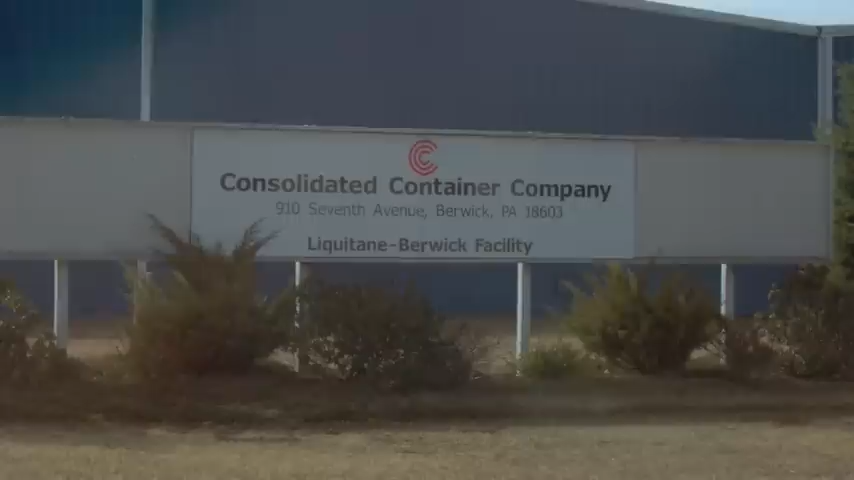 Consolidated Container Company
910 Seventh Avenue, Berwick, PA 18603
Liquitane-Berwick Facility